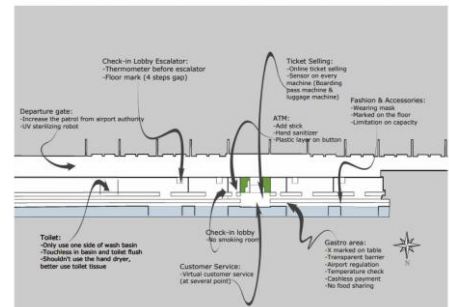 Check-in Lobby Escalator:
-Thermometer before escalator
-Floor mark (4 steps gap)
Ticket Selling:
-Online ticket selling
-Sensor on every
machine (Boarding
pass machine &
luggage machine)
Departure gate:
-Increase the patrol from airport authority
-UV sterilizing robot
ATM:
-Add stick
-Hand sanitizer
-Plastic layer on button
Fashion & Accessories:
-Wearing mask
-Marked on the floor
-Limitation on capacity
Toilet:
-Only use one side of wash basin
-Touchless in basin and toilet flush
-Shouldn't use the hand dryer,
better use toilet tissue
Check-in lobby
-No smoking room
Customer Service:
-Virtual customer service
(at several point)
Gastro area:
-X marked on table
-Transparent barrier
-Airport regulation
-Temperature check
-Cashless payment
-No food sharing
N